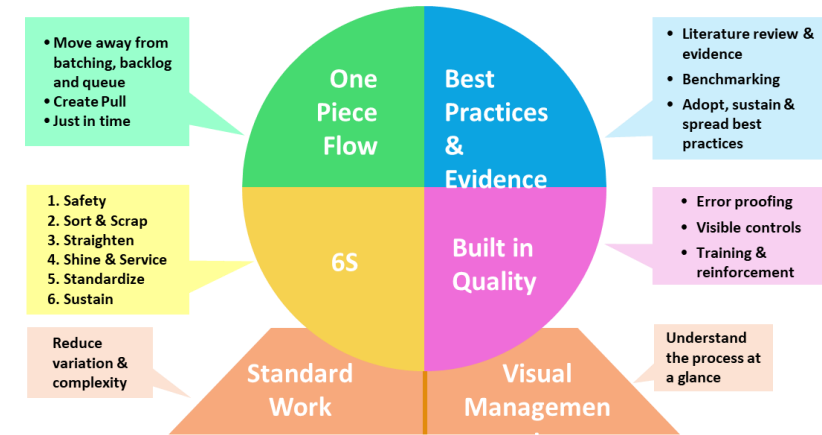 • Move away from
batching, backlog
and queue
• Create Pull
• Just in time
One
Piece
Flow
Best
Practices
&
Evidence
• Literature review &
evidence
• Benchmarking
• Adopt, sustain &
spread best
practices
1. Safety
2. Sort & Scrap
3. Straighten
4. Shine & Service
5. Standardize
6. Sustain
6S
Built in
Quality
• Error proofing
• Visible controls
• Training &
reinforcement
Reduce
variation &
complexity
Standard
Work
Visual
Managemen
Understand
the process at
a glance